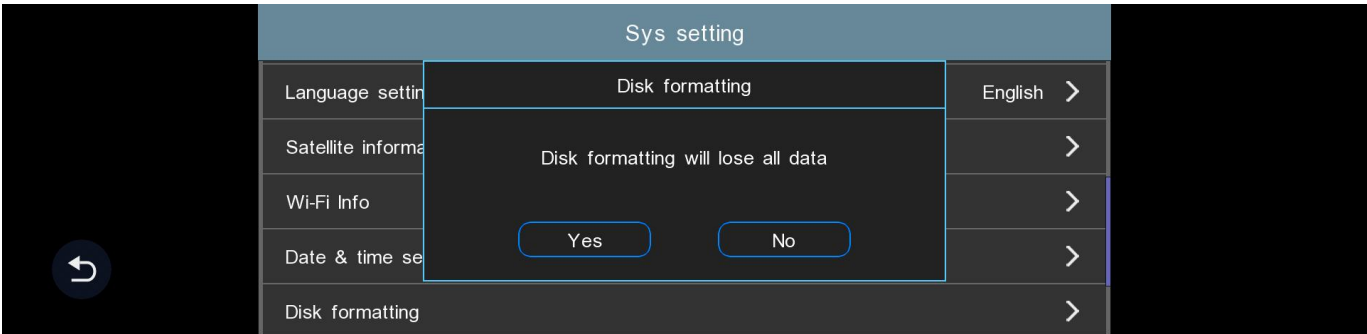 Sys setting
Disk formatting
Language settin
English
Satellite informa
Disk formatting will lose all data
Wi-Fi Info
Yes
No
Date & time se
Disk formatting